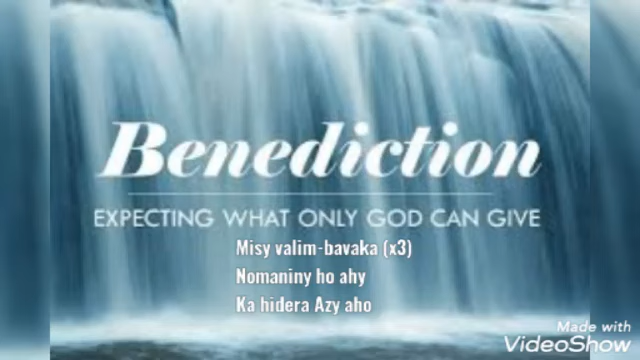 Benediction
EXPECTING WHAT ONLY GOD CAN GIVE
Misy valim-bavaka (x3)
Nomaniny ho ahy
Ka hidera Azy aho
Made with
VideoShow